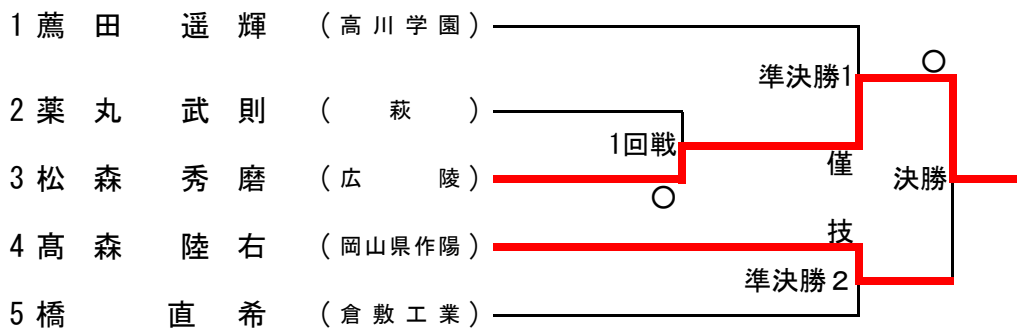 1 薦田 遥輝 (高川学園)
○
準決勝1
2 薬丸 武則 (萩)
1回戦
僅
3 松森 秀磨 (広陵)
決勝
○
技
4 髙森 陸右 (岡山県作陽)
準決勝2
5 橋 直希 (倉敷工業)